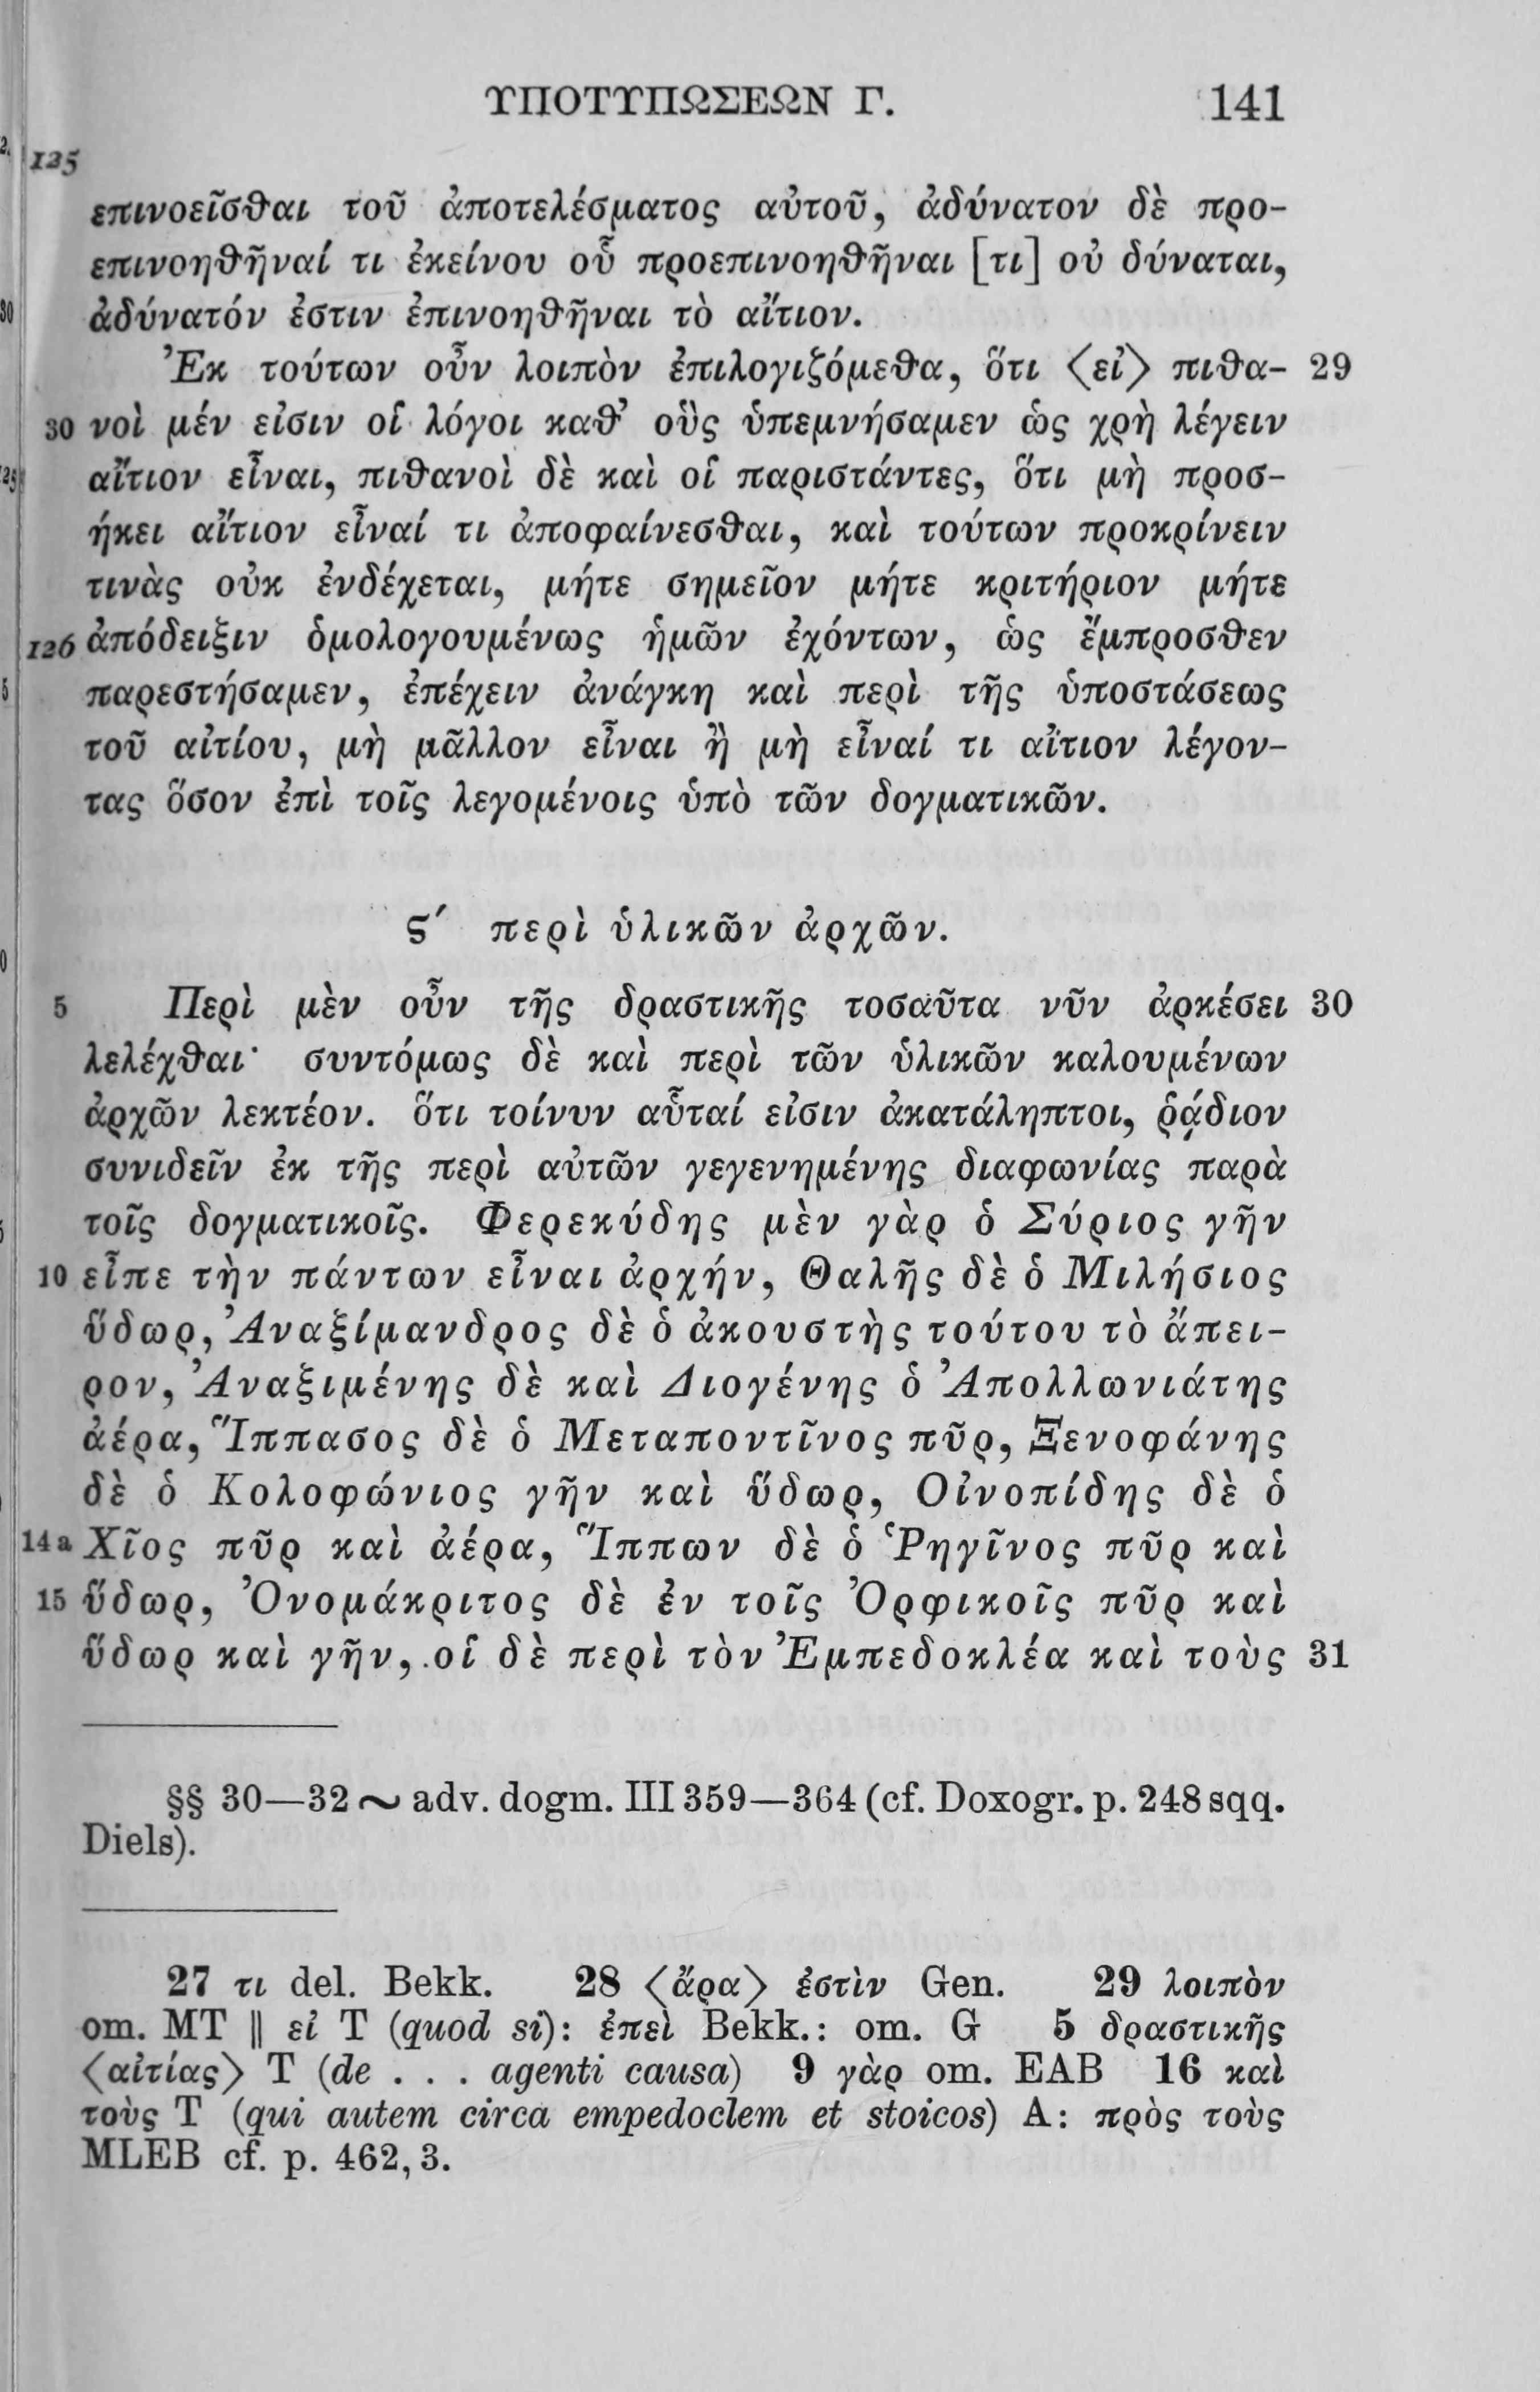 ΥΠΟΤΥΠΩΣΕΩΝ Γ. 141
125
επινοεῖσθαι τοῦ ἀποτελέσματος αὐτοῦ, ἀδύνατον δὲ προ-
επινοηθῆναί τι ἐκείνου οὗ προεπινοηθῆναι [τι] οὐ δύναται,
ἀδύνατόν ἐστιν ἐπινοηθῆναι τὸ αἴτιον.
Ἐκ τούτων οὖν λοιπὸν ἐπιλογιζόμεθα, ὅτι ⟨εἰ⟩ πιθα- 29
30 νοὶ μέν εἰσιν οἱ λόγοι καθ’ οὓς ὑπεμνήσαμεν ὡς χρὴ λέγειν
αἴτιον εἶναι, πιθανοὶ δὲ καὶ οἱ παριστάντες, ὅτι μὴ προσ-
ήκει αἴτιον εἶναί τι ἀποφαίνεσθαι, καὶ τούτων προκρίνειν
τινὰς οὐκ ἐνδέχεται, μήτε σημεῖον μήτε κριτήριον μήτε
126 ἀπόδειξιν ὁμολογουμένως ἡμῶν ἐχόντων, ὡς ἔμπροσθεν
παρεστήσαμεν, ἐπέχειν ἀνάγκη καὶ περὶ τῆς ὑποστάσεως
τοῦ αἰτίου, μὴ μᾶλλον εἶναι ἢ μὴ εἶναί τι αἴτιον λέγον-
τας ὅσον ἐπὶ τοῖς λεγομένοις ὑπὸ τῶν δογματικῶν.
ϛ′ περὶ ὑλικῶν ἀρχῶν.
5 Περὶ μὲν οὖν τῆς δραστικῆς τοσαῦτα νῦν ἀρκέσει 30
λελέχθαι· συντόμως δὲ καὶ περὶ τῶν ὑλικῶν καλουμένων
ἀρχῶν λεκτέον. ὅτι τοίνυν αὗταί εἰσιν ἀκατάληπτοι, ῥᾴδιον
συνιδεῖν ἐκ τῆς περὶ αὐτῶν γεγενημένης διαφωνίας παρὰ
τοῖς δογματικοῖς. Φερεκύδης μὲν γὰρ ὁ Σύριος γῆν
10 εἶπε τὴν πάντων εἶναι ἀρχήν, Θαλῆς δὲ ὁ Μιλήσιος
ὕδωρ, Ἀναξίμανδρος δὲ ὁ ἀκουστὴς τούτου τὸ ἄπει-
ρον, Ἀναξιμένης δὲ καὶ Διογένης ὁ Ἀπολλωνιάτης
ἀέρα, Ἵππασος δὲ ὁ Μεταποντῖνος πῦρ, Ξενοφάνης
δὲ ὁ Κολοφώνιος γῆν καὶ ὕδωρ, Οἰνοπίδης δὲ ὁ
14a Χῖος πῦρ καὶ ἀέρα, Ἵππων δὲ ὁ Ῥηγῖνος πῦρ καὶ
15 ὕδωρ, Ὀνομάκριτος δὲ ἐν τοῖς Ὀρφικοῖς πῦρ καὶ
ὕδωρ καὶ γῆν, οἱ δὲ περὶ τὸν Ἐμπεδοκλέα καὶ τοὺς 31
§§ 30—32 ~ adv. dogm. III 359—364 (cf. Doxogr. p. 248 sqq.
Diels).
27 τι del. Bekk. 28 ⟨ἄρα⟩ ἐστὶν Gen. 29 λοιπὸν
om. MT || εἰ T (quod si): ἐπεὶ Bekk.: om. G 5 δραστικῆς
⟨αἰτίας⟩ T (de . . . agenti causa) 9 γὰρ om. EAB 16 καὶ
τοὺς T (qui autem circa empedoclem et stoicos) A: πρὸς τοὺς
MLEB cf. p. 462, 3.